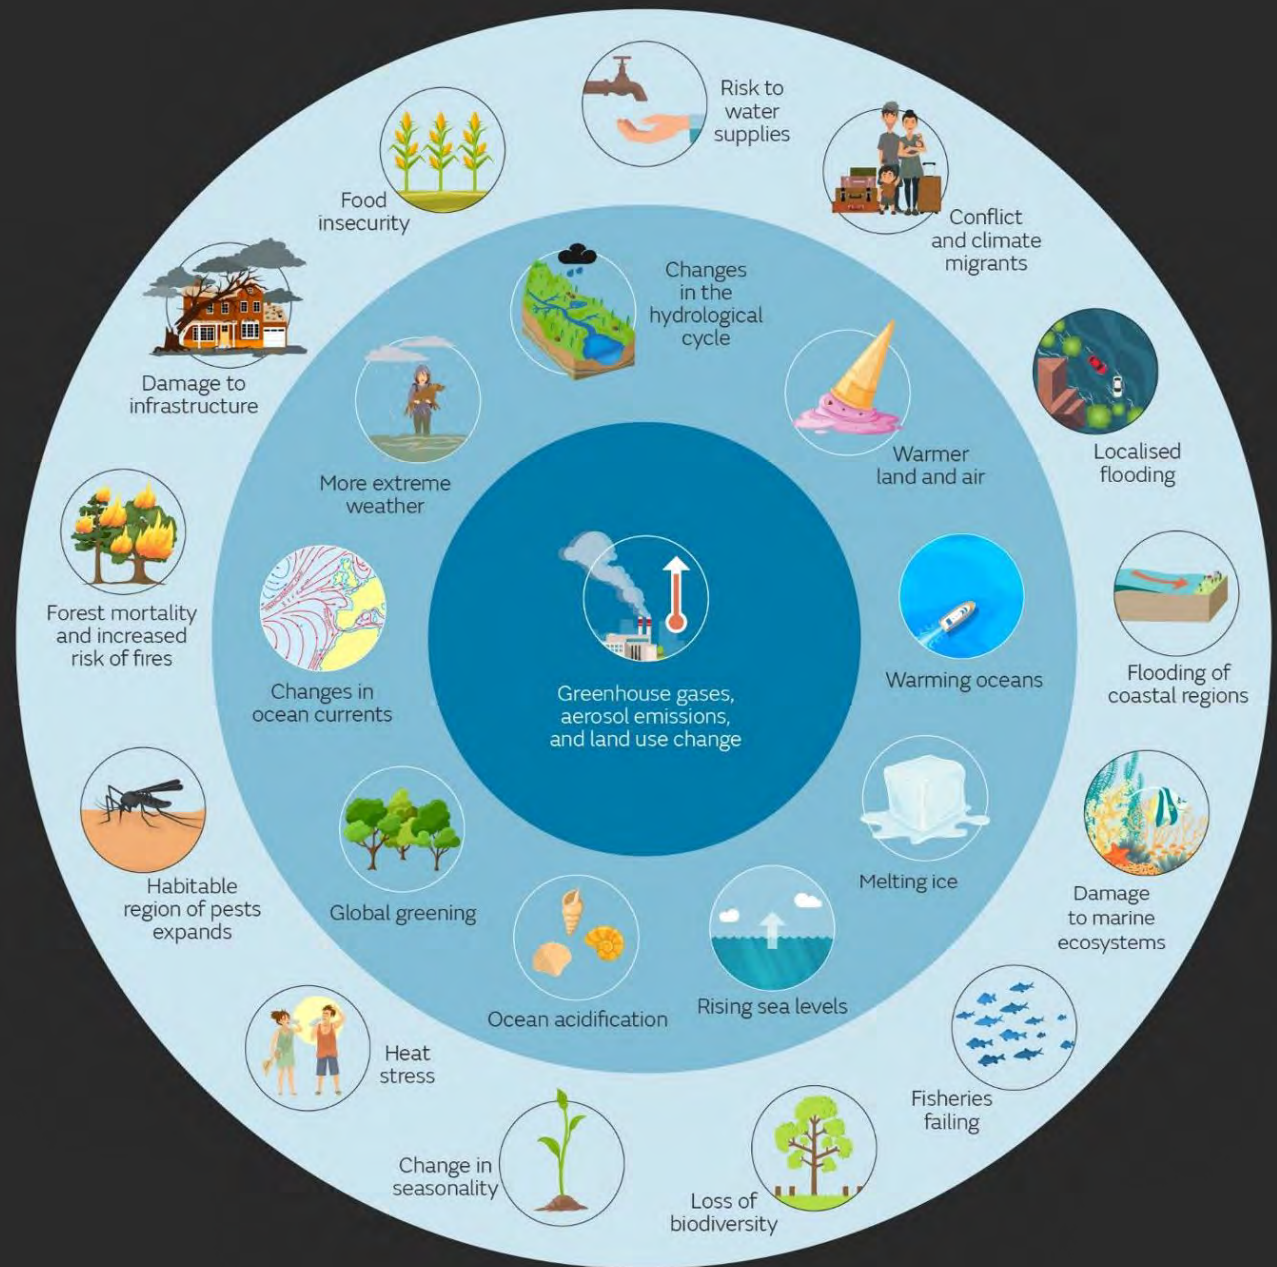 Risk to
water
supplies
Food
insecurity
Conflict
and climate
migrants
Changes
in the
hydrological
cycle
Damage to
infrastructure
Warmer
land and air
Localised
flooding
More extreme
weather
Forest mortality
and increased
risk of fires
Changes in
ocean currents
Greenhouse gases,
aerosol emissions,
and land use change
Warming oceans
Flooding of
coastal regions
Habitable
region of pests
expands
Global greening
Melting ice
Damage
to marine
ecosystems
Ocean acidification
Rising sea levels
Heat
stress
Fisheries
failing
Change in
seasonality
Loss of
biodiversity